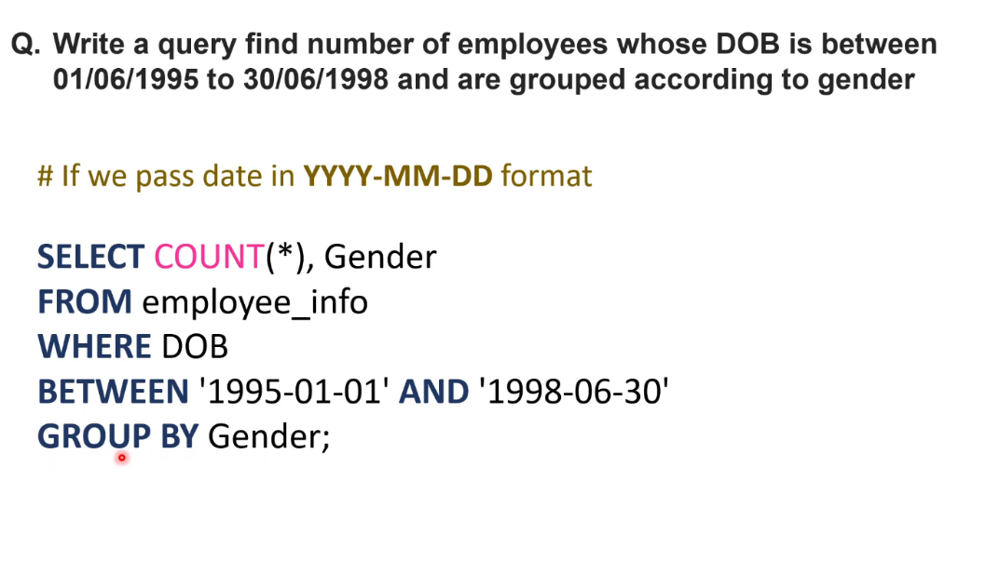 Q. Write a query find number of employees whose DOB is between
01/06/1995 to 30/06/1998 and are grouped according to gender
# If we pass date in YYYY-MM-DD format
SELECT COUNT(*), Gender
FROM employee_info
WHERE DOB
BETWEEN '1995-01-01' AND '1998-06-30'
GROUP BY Gender;